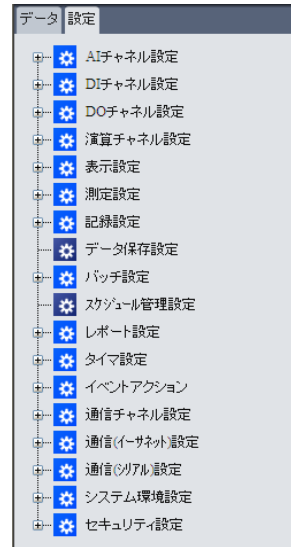 データ 設定
AIチャネル設定
DIチャネル設定
DOチャネル設定
演算チャネル設定
表示設定
測定設定
記録設定
データ保存設定
バッチ設定
スケジュール管理設定
レポート設定
タイマ設定
イベントアクション
通信チャネル設定
通信(イーサネット)設定
通信(シリアル)設定
システム環境設定
セキュリティ設定